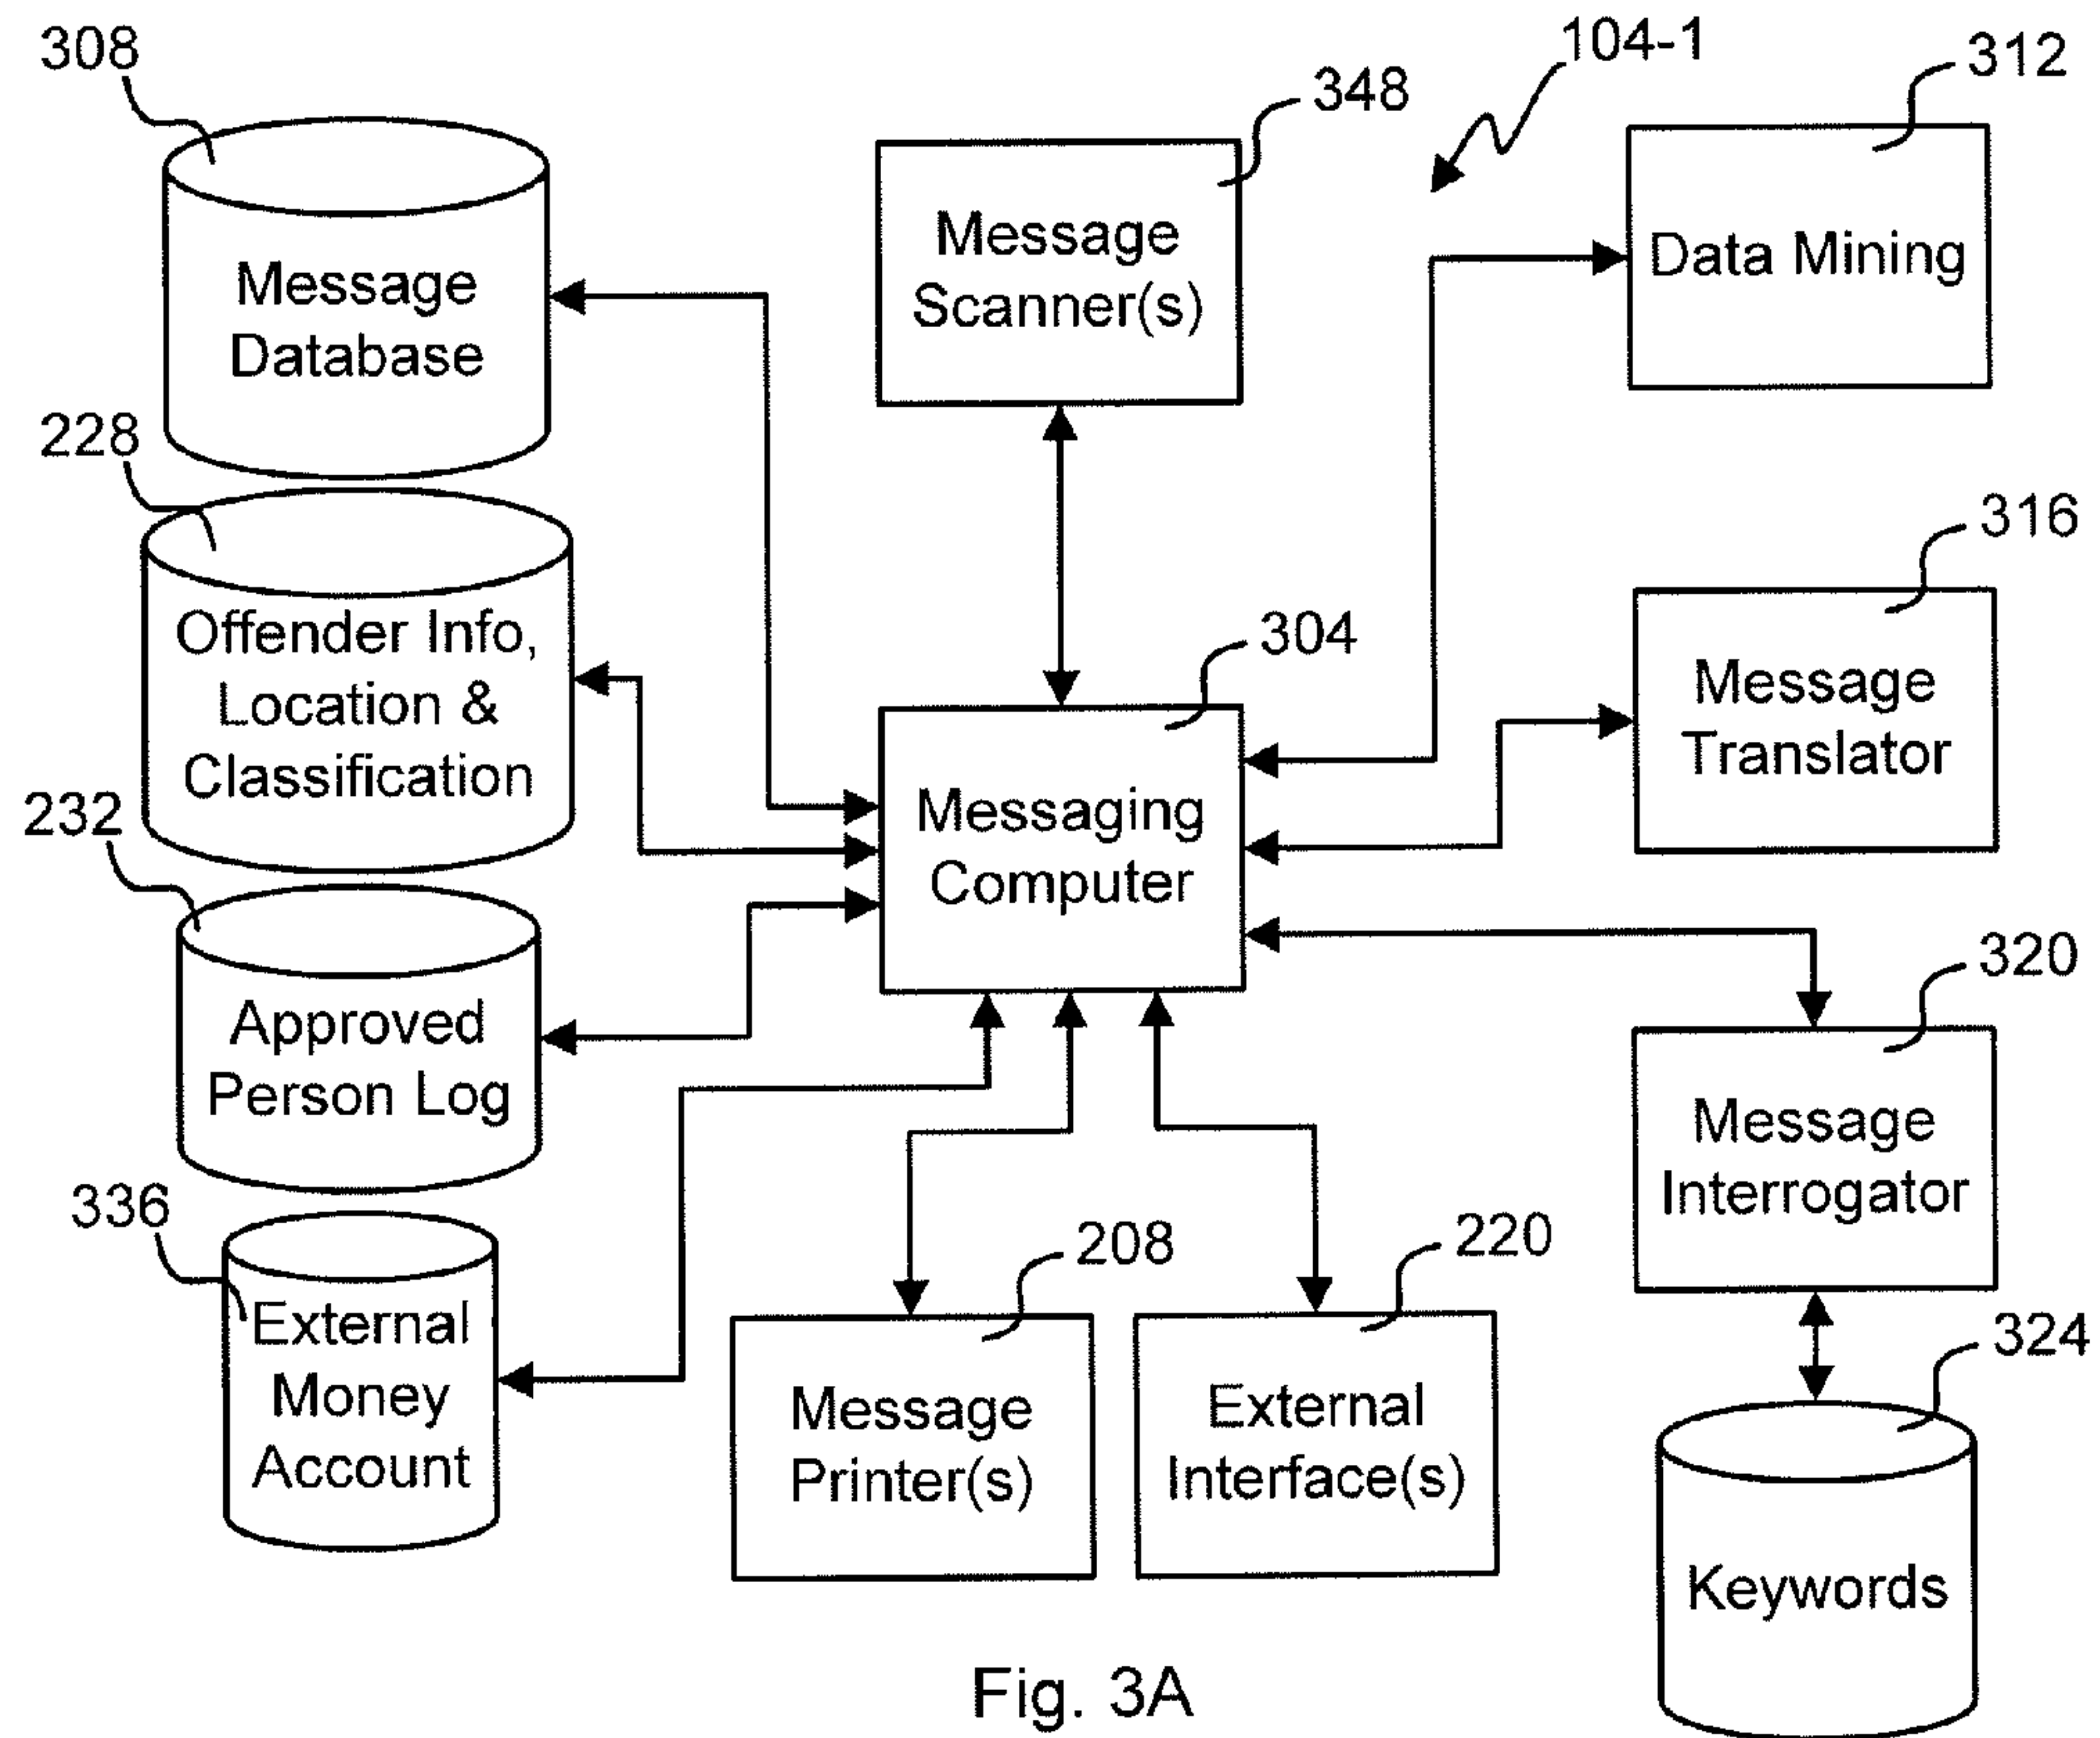 308
104-1
312
348
Message
Scanner(s)
Data Mining
Message
Database
228
316
Offender Info,
Location &
Classification
304
Message
Translator
232
Messaging
Computer
320
Approved
Person Log
Message
Interrogator
336
208
220
324
External
Money
Account
Message
Printer(s)
External
Interface(s)
Keywords
Fig. 3A